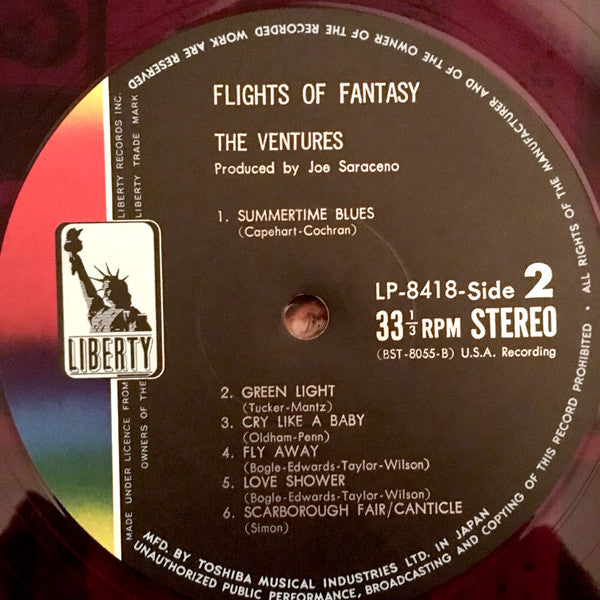 FLIGHTS OF FANTASY
THE VENTURES
Produced by Joe Saraceno
1. SUMMERTIME BLUES
(Capehart-Cochran)
LP-8418-Side 2
33 1/3 RPM STEREO
(BST-8055-B) U.S.A. Recording
2. GREEN LIGHT
(Tucker-Mantz)
3. CRY LIKE A BABY
(Oldham-Penn)
4. FLY AWAY
(Bogle-Edwards-Taylor-Wilson)
5. LOVE SHOWER
(Bogle-Edwards-Taylor-Wilson)
6. SCARBOROUGH FAIR/CANTICLE
(Simon)
LIBERTY
MADE UNDER LICENCE FROM LIBERTY RECORDS INC.
OWNERS OF THE LIBERTY TRADE MARK
• ALL RIGHTS OF THE MANUFACTURER AND OF THE OWNER OF THE RECORDED WORK ARE RESERVED
MFD. BY TOSHIBA MUSICAL INDUSTRIES LTD. IN JAPAN
UNAUTHORIZED PUBLIC PERFORMANCE, BROADCASTING AND COPYING OF THIS RECORD PROHIBITED